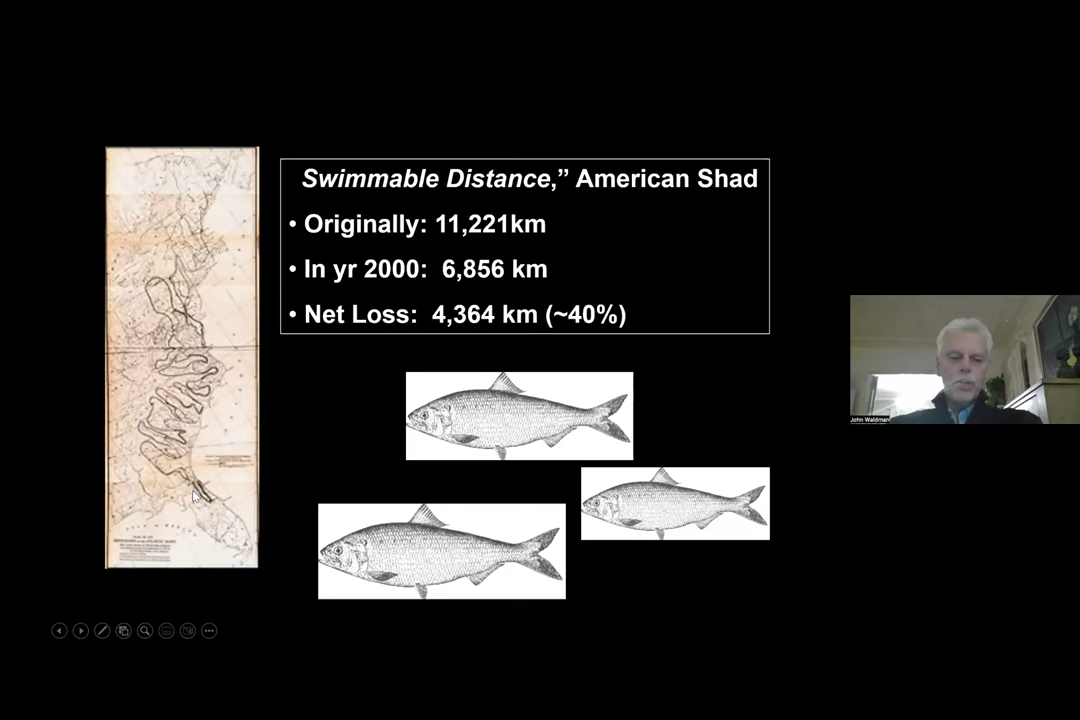 Swimmable Distance,” American Shad
• Originally: 11,221km
• In yr 2000:  6,856 km
• Net Loss:  4,364 km (~40%)
John Waldman